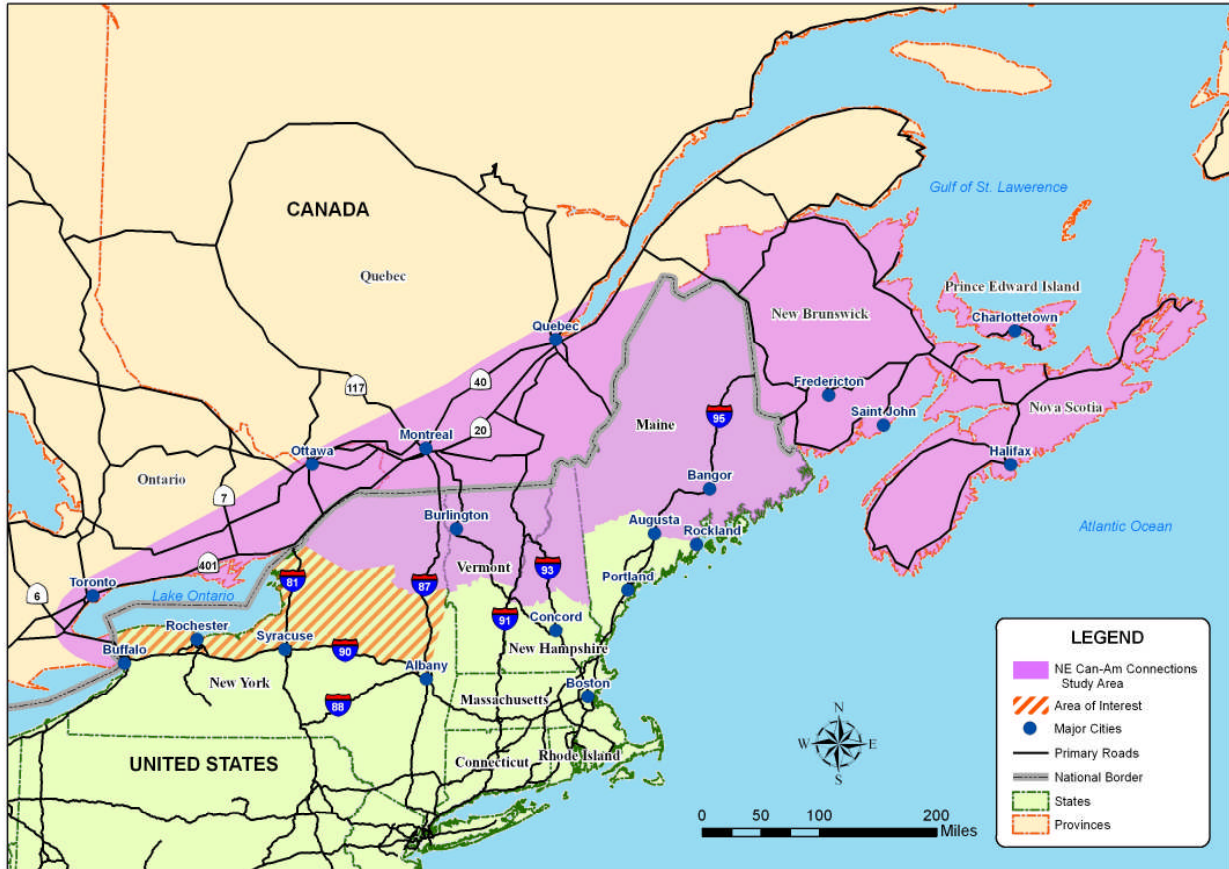 Gulf of St. Lawerence
CANADA
Quebec
Prince Edward Island
Charlottetown
New Brunswick
Quebec
117
40
Fredericton
Saint John
Nova Scotia
20
95
Maine
Montreal
Ottawa
Halifax
Ontario
Bangor
7
Burlington
Augusta
Rockland
Atlantic Ocean
401
Vermont
93
Toronto
81
87
Portland
Lake Ontario
6
91
Concord
Rochester
Syracuse
90
New Hampshire
Buffalo
Albany
New York
Boston
Massachusetts
88
Rhode Island
Connecticut
UNITED STATES
N
W
E
S
0
50
100
200
Miles
LEGEND
NE Can-Am Connections
Study Area
Area of Interest
Major Cities
Primary Roads
National Border
States
Provinces